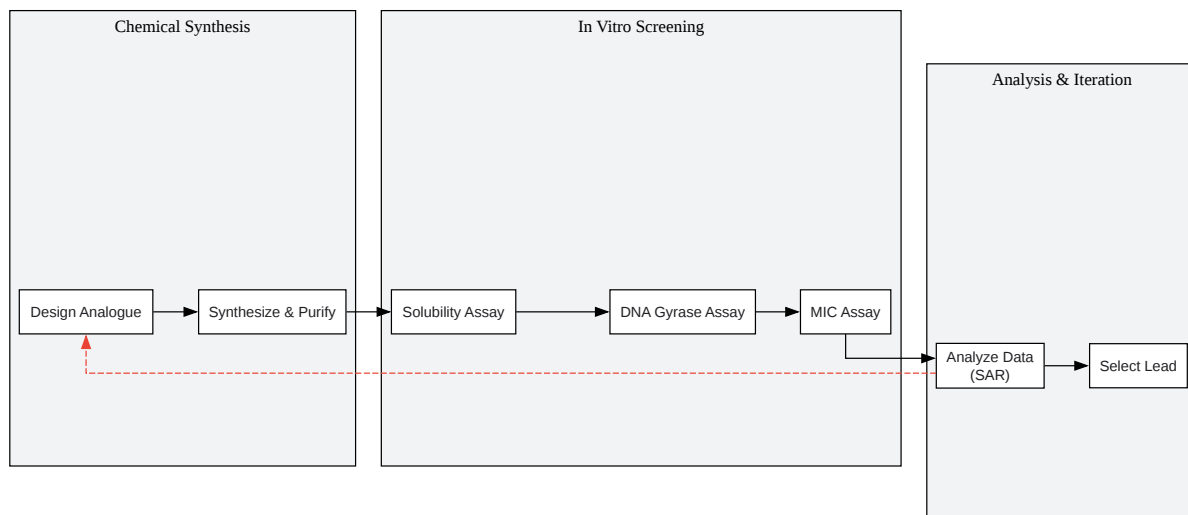 Chemical Synthesis
In Vitro Screening
Analysis & Iteration
Design Analogue
Synthesize & Purify
Solubility Assay
DNA Gyrase Assay
MIC Assay
Analyze Data
(SAR)
Select Lead